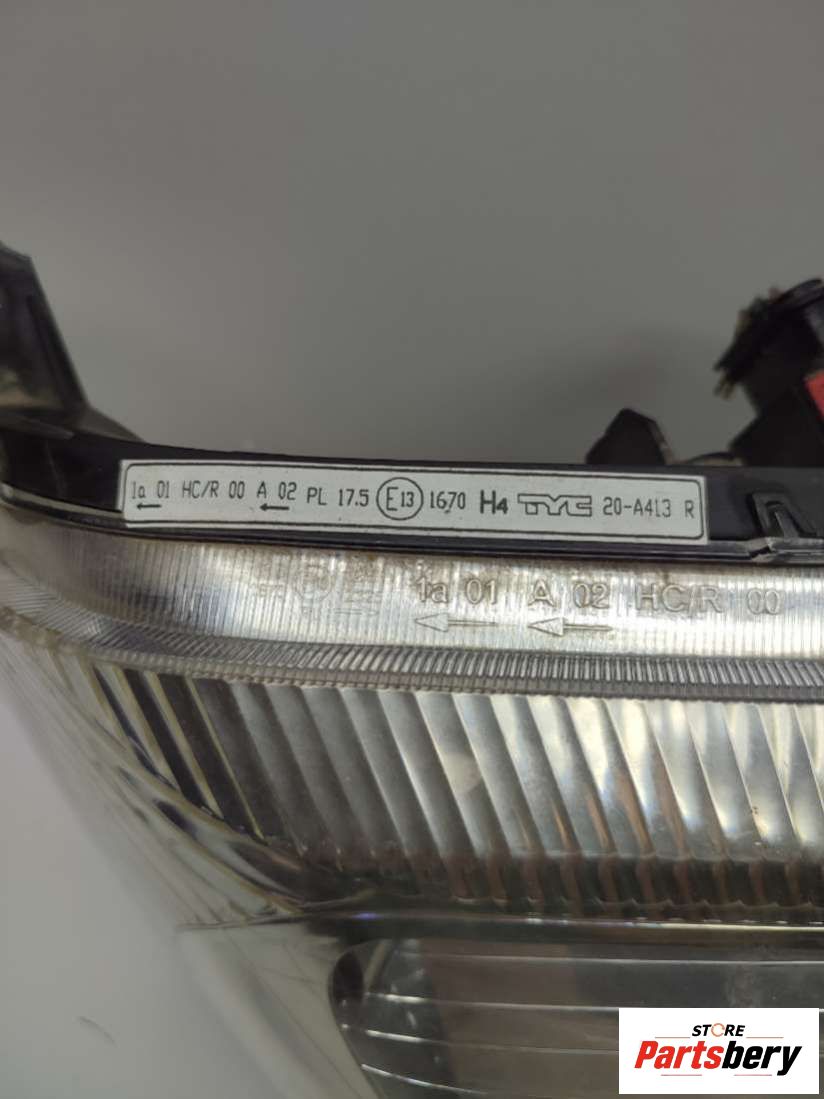 1a 01 HC/R 00 A 02 PL 17.5 E13 1670 H4 TYC 20-A413 R
1a 01 A 02 HC/R 00
STORE
Partsbery